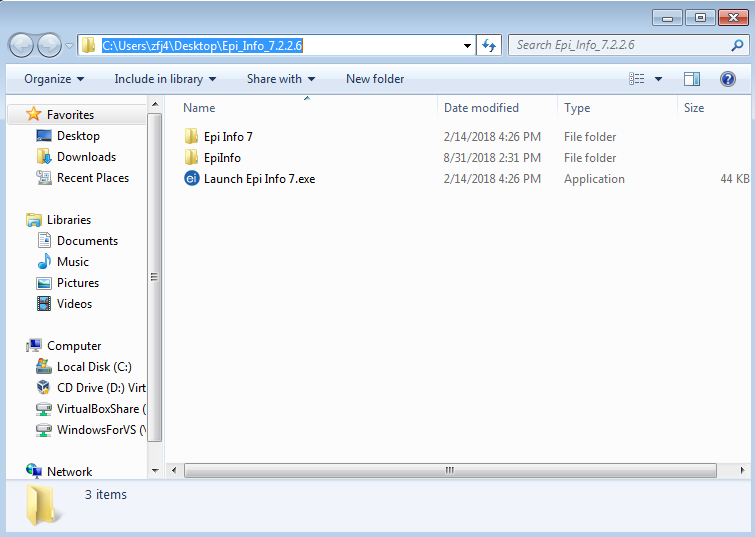 C:\Users\zfj4\Desktop\Epi_Info_7.2.2.6
Search Epi_Info_7.2.2.6
Organize Include in library Share with New folder
Favorites
Desktop
Downloads
Recent Places
Libraries
Documents
Music
Pictures
Videos
Computer
Local Disk (C:)
CD Drive (D:) Virt
VirtualBoxShare (
WindowsForVS (\
Network
Name Date modified Type Size
Epi Info 7 2/14/2018 4:26 PM File folder
EpiInfo 8/31/2018 2:31 PM File folder
ei Launch Epi Info 7.exe 2/14/2018 4:26 PM Application 44 KB
3 items